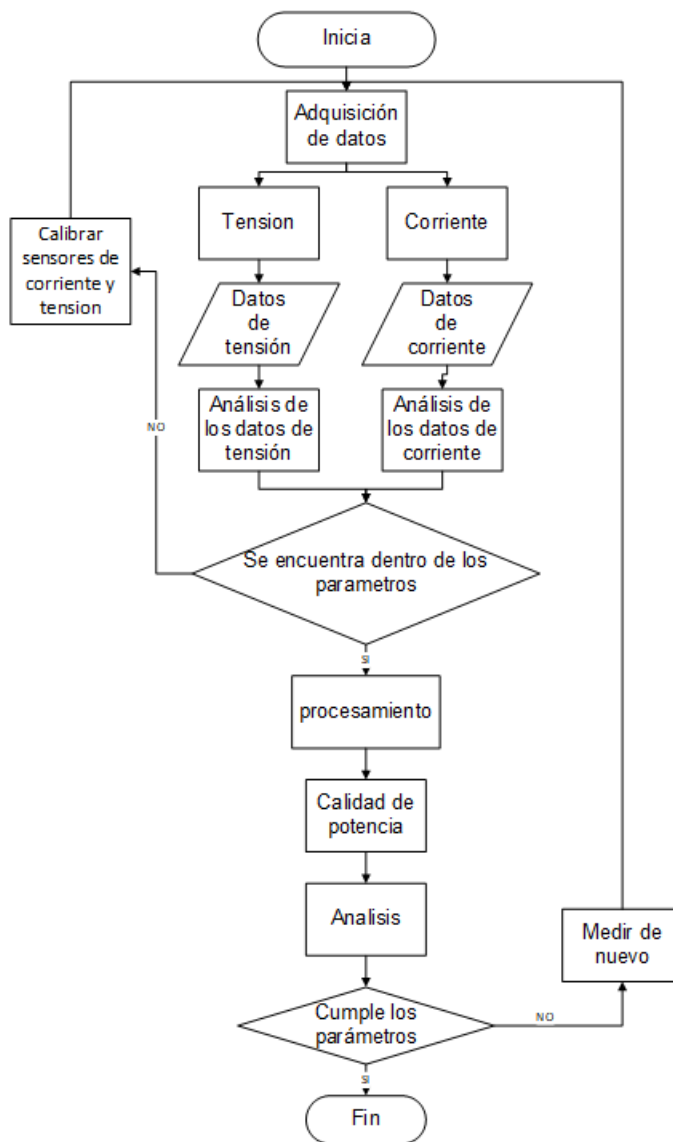 Inicia
Adquisición
de datos
Tension
Corriente
Calibrar
sensores de
corriente y
tension
Datos
de
tensión
Datos
de
corriente
Análisis de
los datos de
tensión
Análisis de
los datos de
corriente
NO
Se encuentra dentro de los
parametros
SI
procesamiento
Calidad de
potencia
Analisis
Medir de
nuevo
Cumple los
parámetros
NO
SI
Fin